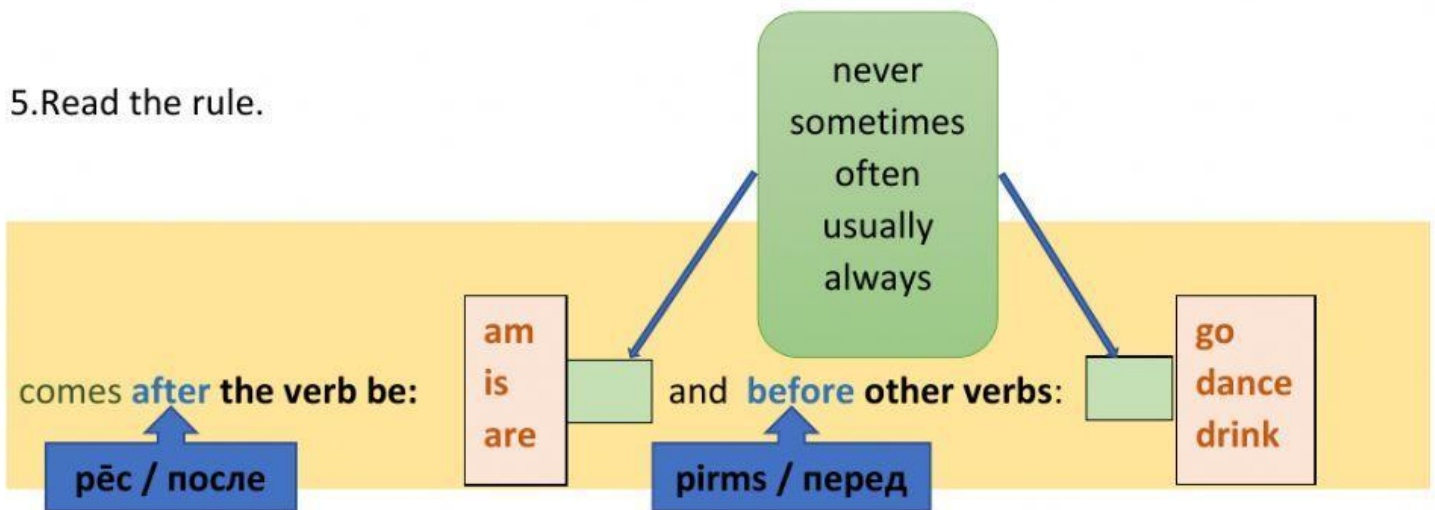 5.Read the rule.
never
sometimes
often
usually
always
comes after the verb be:
am
is
are
and before other verbs:
go
dance
drink
pēc / после
pirms / перед